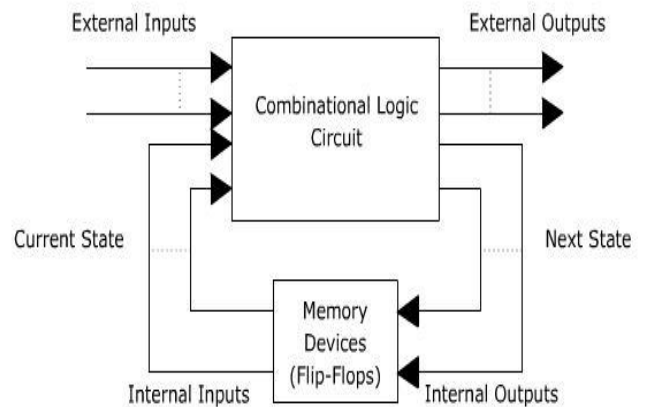 External Inputs
External Outputs
Combinational Logic
Circuit
Current State
Next State
Memory
Devices
(Flip-Flops)
Internal Inputs
Internal Outputs